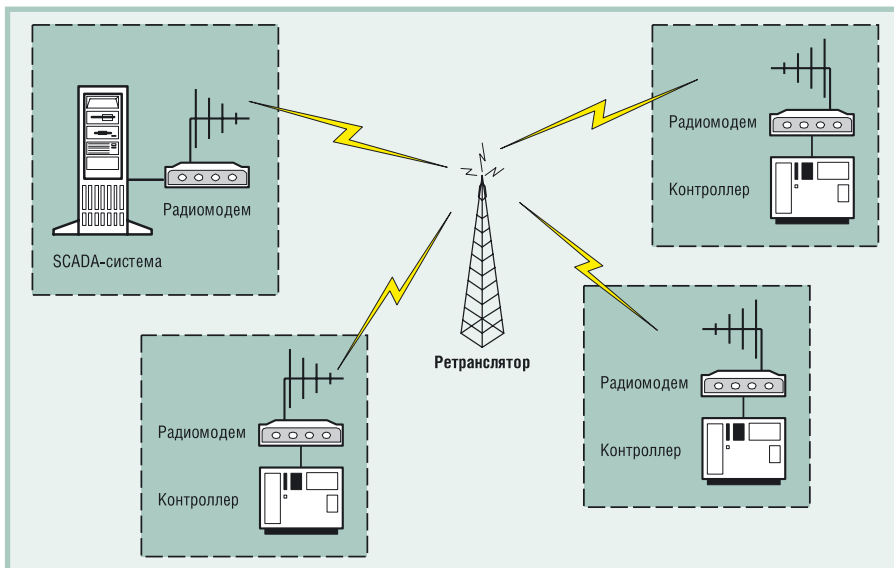 Радиомодем
SCADA-система
Радиомодем
Контроллер
Ретранслятор
Радиомодем
Контроллер
Радиомодем
Контроллер